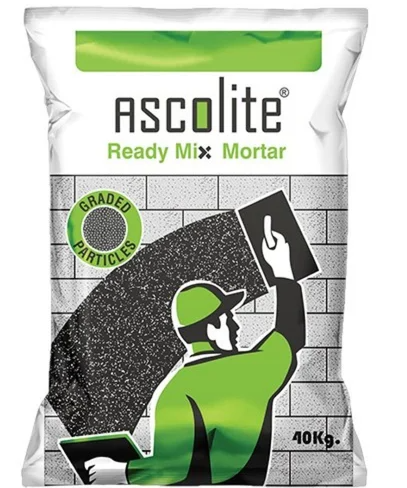 ASCOlite®
Ready Mix Mortar
GRADED
PARTICLES
40Kg.